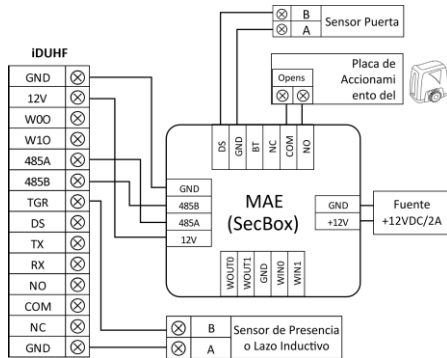 iDUHF
GND
12V
W0O
W1O
485A
485B
TGR
DS
TX
RX
NO
COM
NC
GND
B
A
Sensor Puerta
Opens
Placa de
Accionami
ento del
DS
GND
BT
NC
COM
NO
GND
485B
485A
12V
MAE
(SecBox)
GND
+12V
Fuente
+12VDC/2A
WOUT0
WOUT1
GND
WIN0
WIN1
B
A
Sensor de Presencia
o Lazo Inductivo